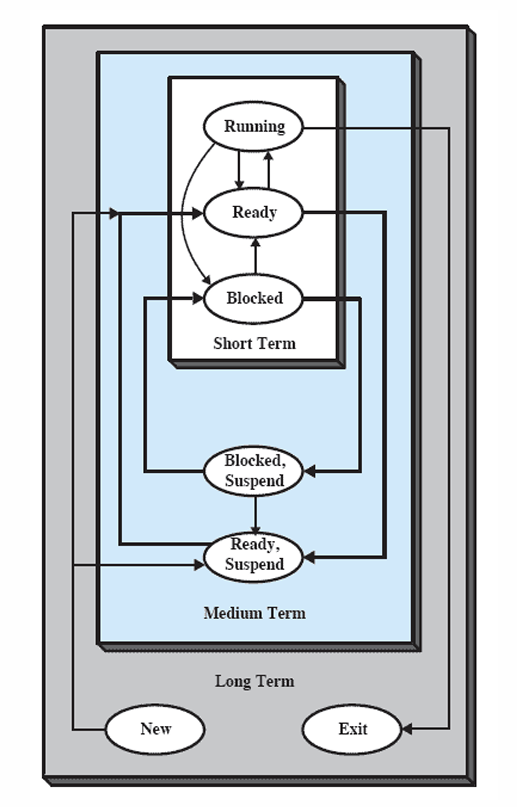 Running
Ready
Blocked
Short Term
Blocked,
Suspend
Ready,
Suspend
Medium Term
Long Term
New
Exit